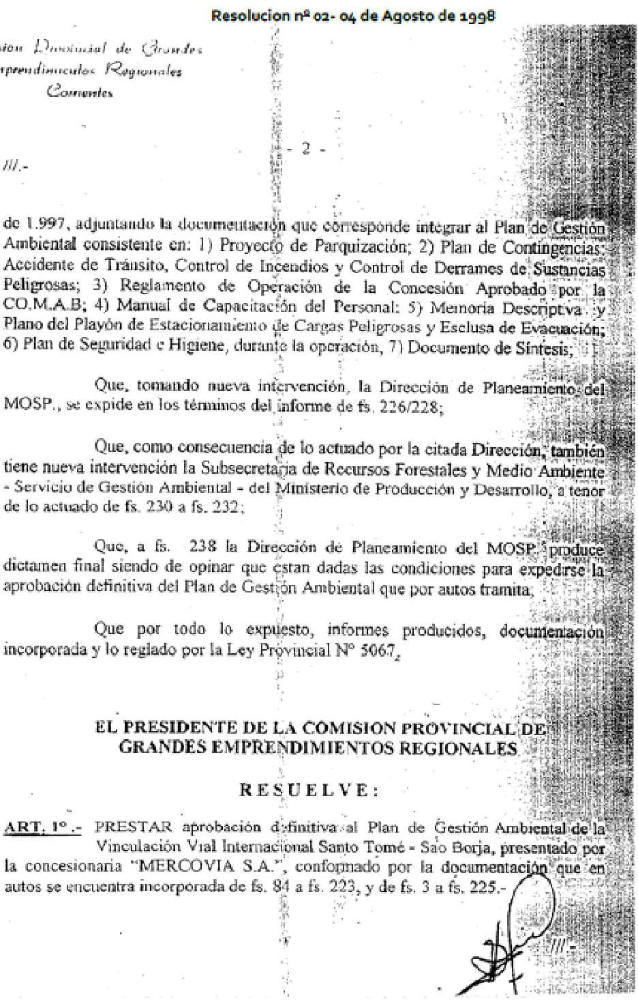 Resolucion nº 02- 04 de Agosto de 1998
Provincial de Grandes
Regionales
Corrientes
- 2 -
///.-
de 1.997, adjuntando la documentación que corresponde integrar al Plan de Gestión
Ambiental consistente en: 1) Proyecto de Parquización; 2) Plan de Contingencias:
Accidente de Tránsito, Control de Incendios y Control de Derrames de Sustancias
Peligrosas; 3) Reglamento de Operación de la Concesión Aprobado por la
CO.M.A.B; 4) Manual de Capacitación del Personal: 5) Memoria Descriptva y
Plano del Playón de Estacionamiento de Cargas Peligrosas y Esclusa de Evacuación;
6) Plan de Seguridad e Higiene, durante la operación, 7) Documento de Síntesis;
Que, tomando nueva intervención, la Dirección de Planeamiento del
MOSP., se expide en los términos del informe de fs. 226/228;
Que, como consecuencia de lo actuado por la citada Dirección, también
tiene nueva intervención la Subsecretaria de Recursos Forestales y Medio Ambiente
- Servicio de Gestión Ambiental - del Ministerio de Producción y Desarrollo, a tenor
de lo actuado de fs. 230 a fs. 232;
Que, a fs. 238 la Dirección de Planeamiento del MOSP. produce
dictamen final siendo de opinar que estan dadas las condiciones para expedirse la
aprobación definitiva del Plan de Gestión Ambiental que por autos tramita;
Que por todo lo expuesto, informes producidos, documentación
incorporada y lo reglado por la Ley Provincial Nº 5067,
EL PRESIDENTE DE LA COMISION PROVINCIAL DE
GRANDES EMPRENDIMIENTOS REGIONALES
R E S U E L V E :
ART. 1º .- PRESTAR aprobación definitiva al Plan de Gestión Ambiental de la
Vinculación Vial Internacional Santo Tomé - Sao Borja, presentado por
la concesionaria "MERCOVIA S.A.", conformado por la documentación que en
autos se encuentra incorporada de fs. 84 a fs. 223, y de fs. 3 a fs. 225.-
///.-